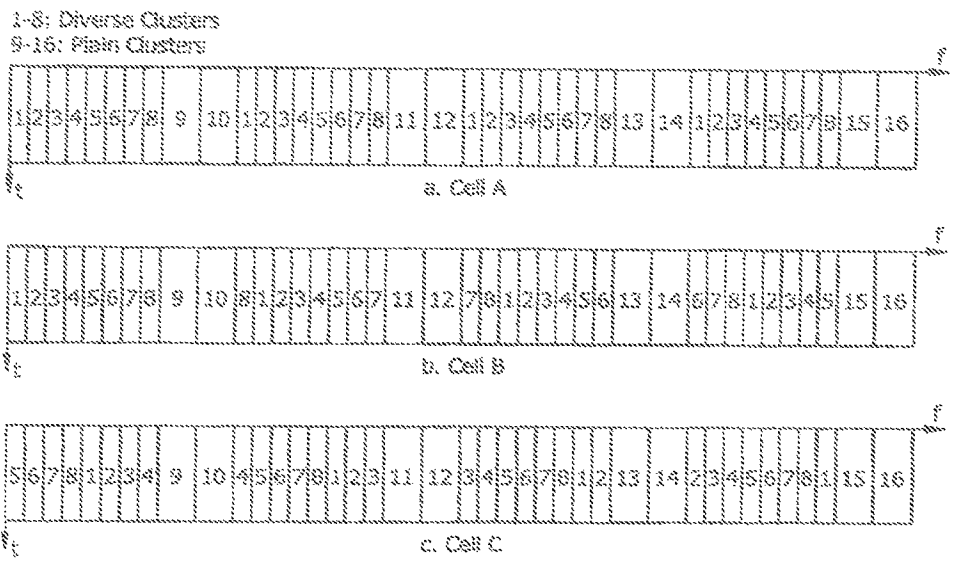 1-8: Diverse Clusters
9-16: Plain Clusters
f
1 2 3 4 5 6 7 8 9 10 1 2 3 4 5 6 7 8 11 12 1 2 3 4 5 6 7 8 13 14 1 2 3 4 5 6 7 8 15 16
t
a. Cell A
f
1 2 3 4 5 6 7 8 9 10 8 1 2 3 4 5 6 7 11 12 7 8 1 2 3 4 5 6 13 14 6 7 8 1 2 3 4 5 15 16
t
b. Cell B
f
5 6 7 8 1 2 3 4 9 10 4 5 6 7 8 1 2 3 11 12 3 4 5 6 7 8 1 2 13 14 2 3 4 5 6 7 8 1 15 16
t
c. Cell C